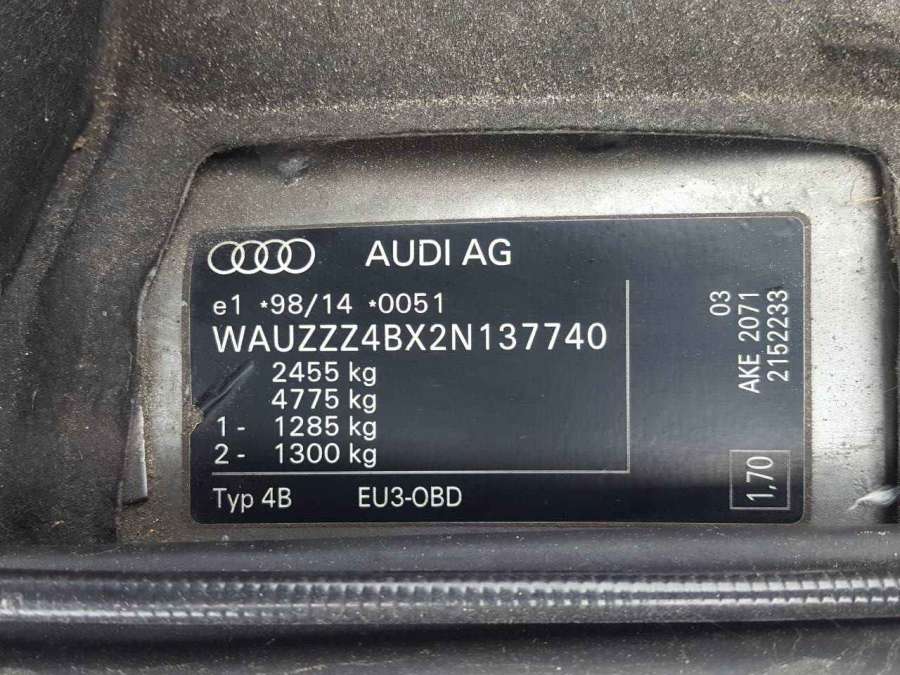 AUDI AG
e1 *98/14 *0051
WAUZZZ4BX2N137740
2455 kg
4775 kg
1 - 1285 kg
2 - 1300 kg
Typ 4B EU3-OBD
03
AKE 2071
2152233
1,70